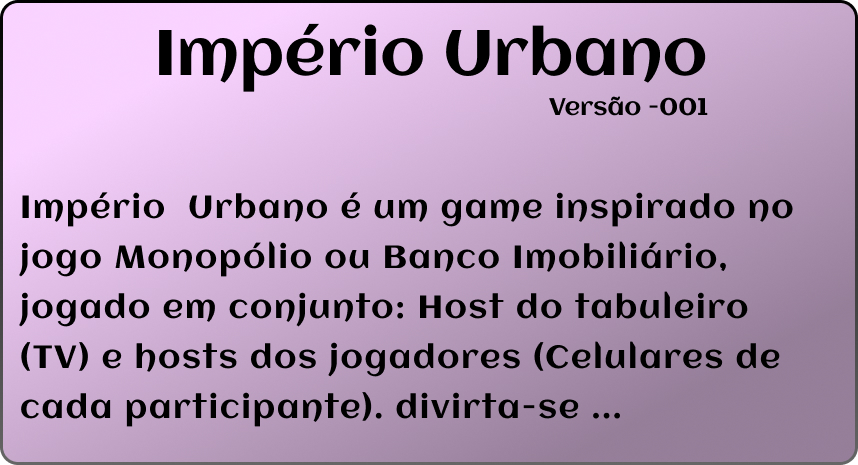 Império Urbano
Versão -001
Império Urbano é um game inspirado no
jogo Monopólio ou Banco Imobiliário,
jogado em conjunto: Host do tabuleiro
(TV) e hosts dos jogadores (Celulares de
cada participante). divirta-se ...